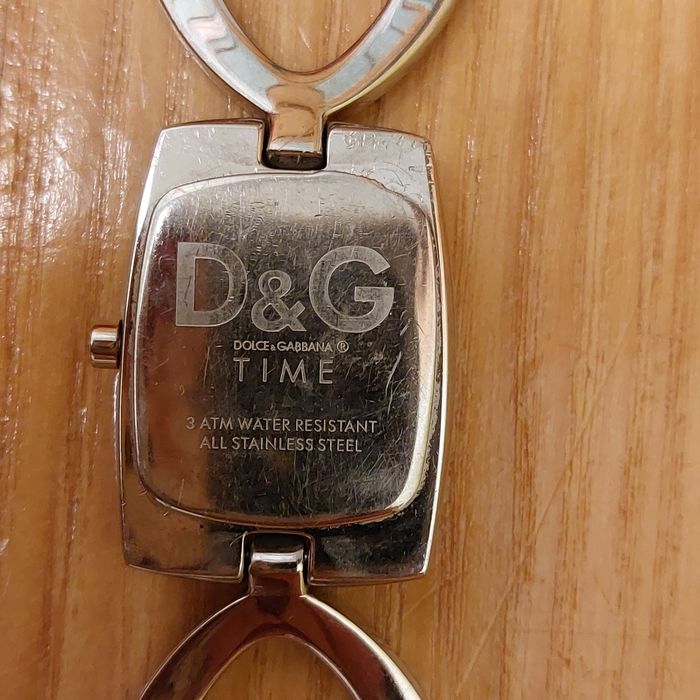 D&G
DOLCE&GABBANA ®
TIME
3 ATM WATER RESISTANT
ALL STAINLESS STEEL